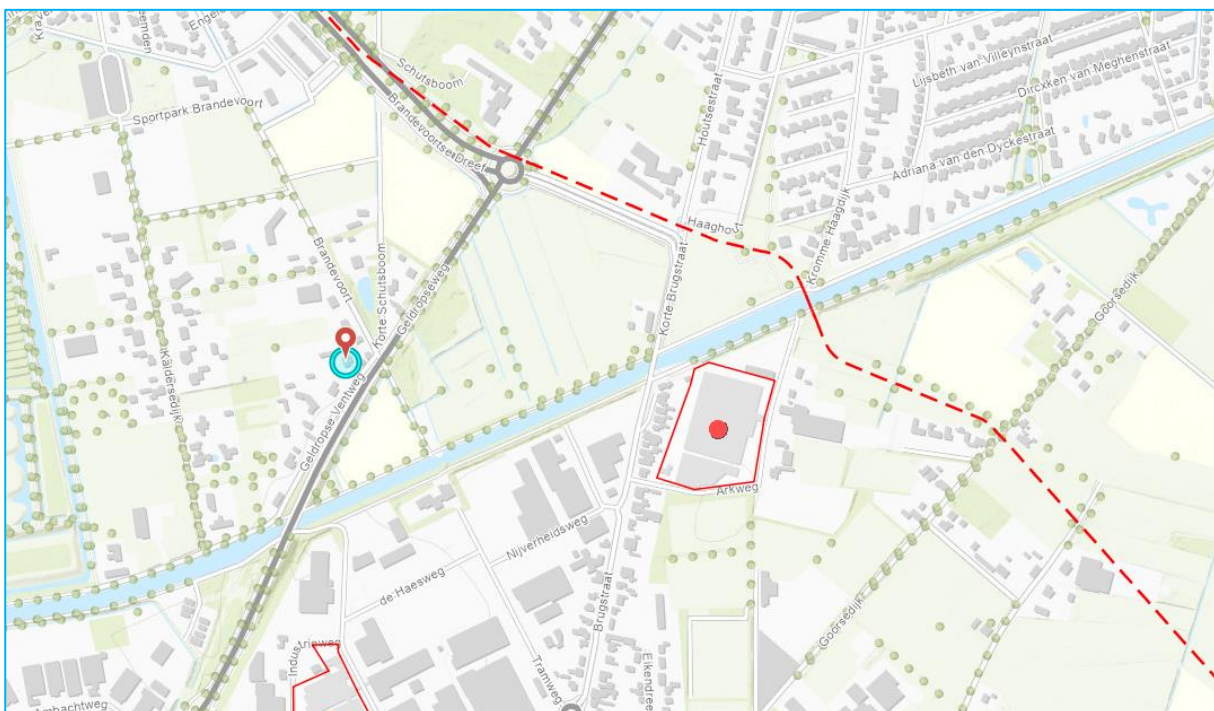 Schutsboom
Sportpark Brandevoort
Brandevoortse Dreef
Houtsestraat
Lijsbeth van Villeynstraat
Dircxken van Meghenstraat
Adriana van den Dyckestraat
Haaghof
Kromme Haagdijk
Brandevoort
Korte Schutsboom
Geldropseweg
Korte Brugstraat
Goorsedijk
Kaldersedijk
Geldropse Ventweg
Arkweg
Nijverheidsweg
de Haesweg
Brugstraat
Goorsedijk
Tramweg
Ambachtweg